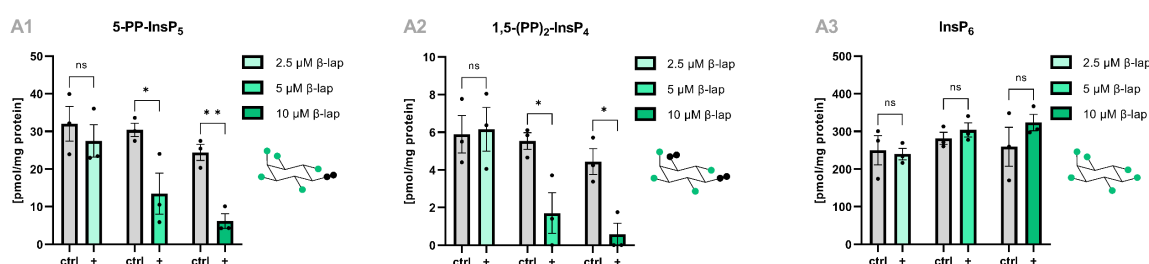 A1
5-PP-InsP₅
[pmol/mg protein]
50
40
30
20
10
0
ns
*
**
ctrl + ctrl + ctrl +
2.5 µM β-lap
5 µM β-lap
10 µM β-lap
A2
1,5-(PP)₂-InsP₄
[pmol/mg protein]
10
8
6
4
2
0
ns
*
*
ctrl + ctrl + ctrl +
2.5 µM β-lap
5 µM β-lap
10 µM β-lap
A3
InsP₆
[pmol/mg protein]
500
400
300
200
100
0
ns
ns
ns
ctrl + ctrl + ctrl +
2.5 µM β-lap
5 µM β-lap
10 µM β-lap